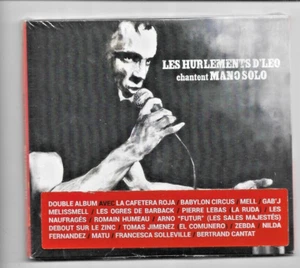 LES HURLEMENTS D'LEO
chantent MANO SOLO
DOUBLE ALBUM AVEC LA CAFETERA ROJA / BABYLON CIRCUS / MELL / GAB'J
MELISSMELL / LES OGRES DE BARBACK / PIERRE LEBAS / LA RUDA / LES
NAUFRAGÉS / ROMAIN HUMEAU / ARNO "FUTUR" (LES SALES MAJESTÉS)
DEBOUT SUR LE ZINC / TOMAS JIMENEZ, EL COMUNERO / ZEBDA / NILDA
FERNANDEZ / MATU / FRANCESCA SOLLEVILLE / BERTRAND CANTAT